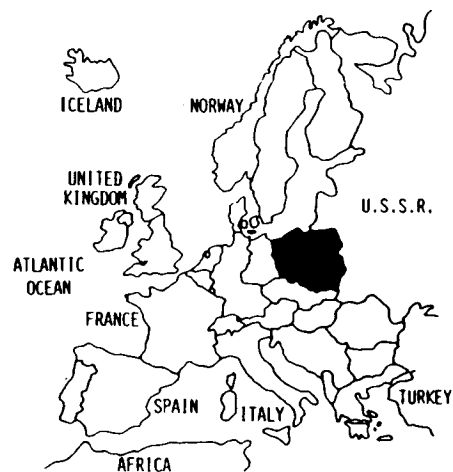 ICELAND
NORWAY
UNITED
KINGDOM
U.S.S.R.
ATLANTIC
OCEAN
FRANCE
SPAIN
ITALY
TURKEY
AFRICA